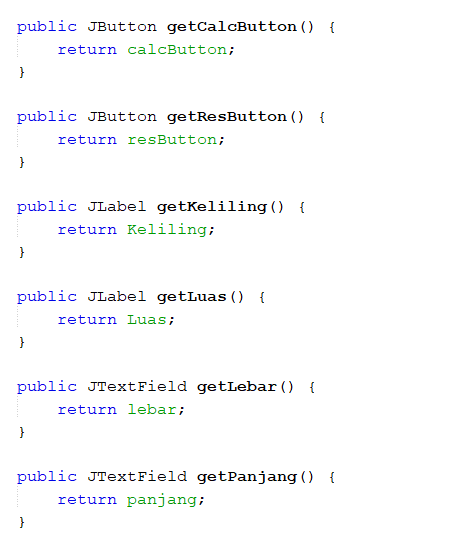 public JButton getCalcButton() {
    return calcButton;
}

public JButton getResButton() {
    return resButton;
}

public JLabel getKeliling() {
    return Keliling;
}

public JLabel getLuas() {
    return Luas;
}

public JTextField getLebar() {
    return lebar;
}

public JTextField getPanjang() {
    return panjang;
}